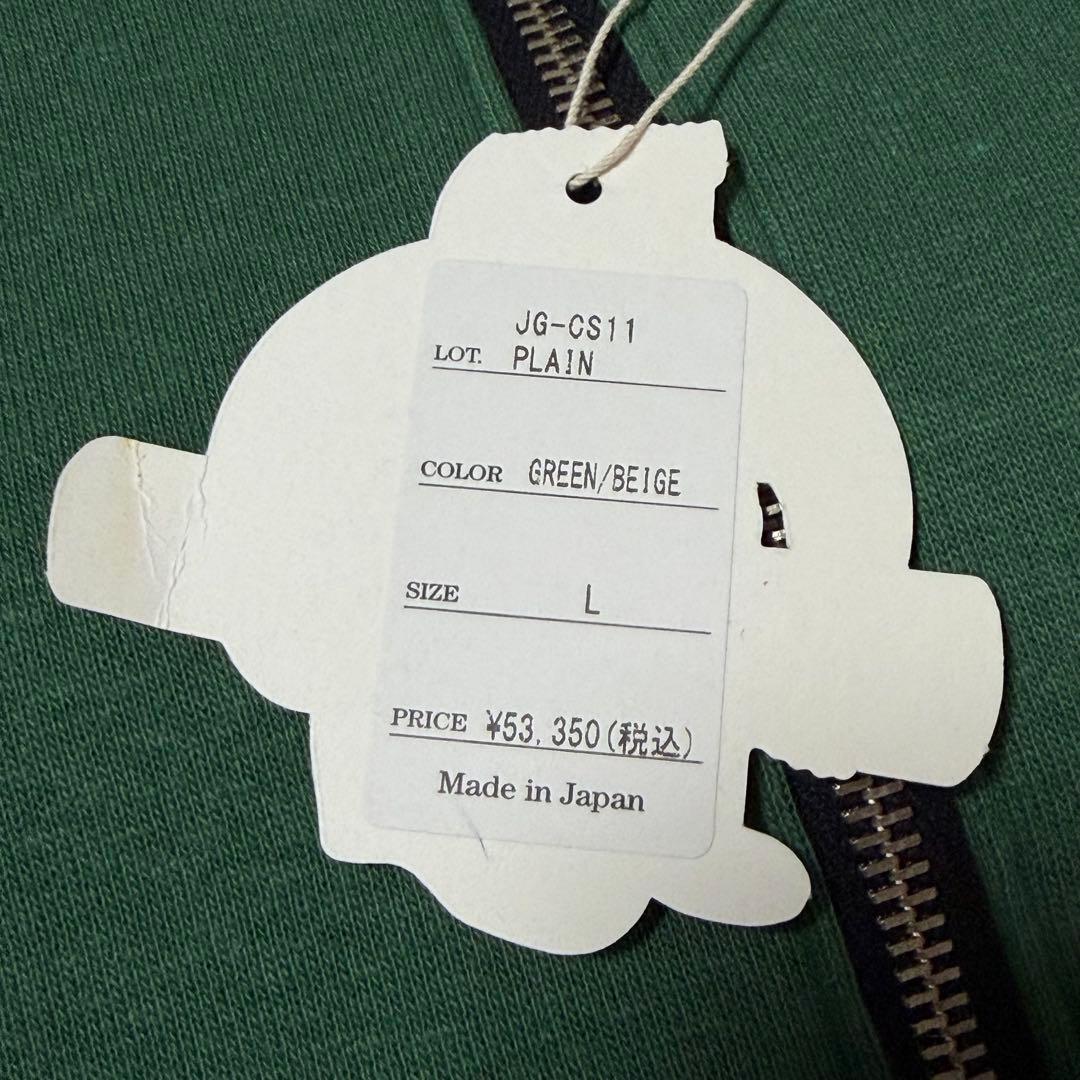 JG-CS11
LOT. PLAIN
COLOR GREEN/BEIGE
SIZE L
PRICE ¥53,350(税込)
Made in Japan